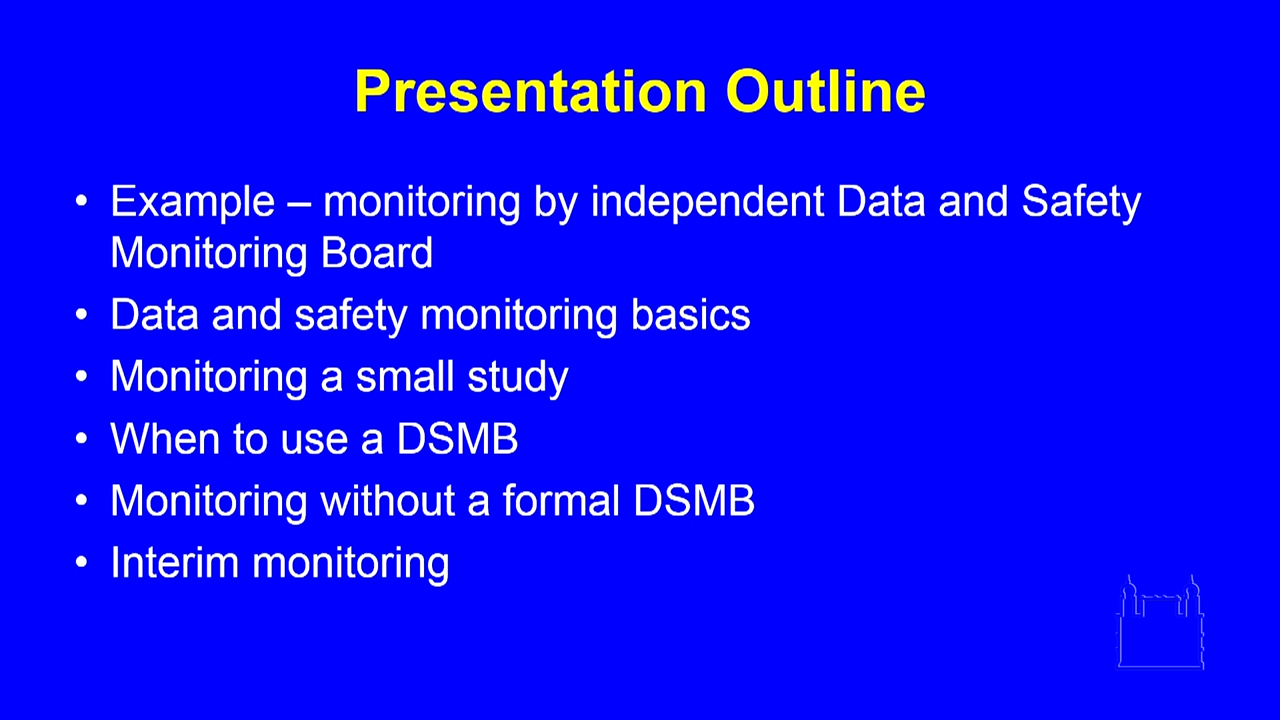 Presentation Outline
• Example – monitoring by independent Data and Safety
Monitoring Board
• Data and safety monitoring basics
• Monitoring a small study
• When to use a DSMB
• Monitoring without a formal DSMB
• Interim monitoring